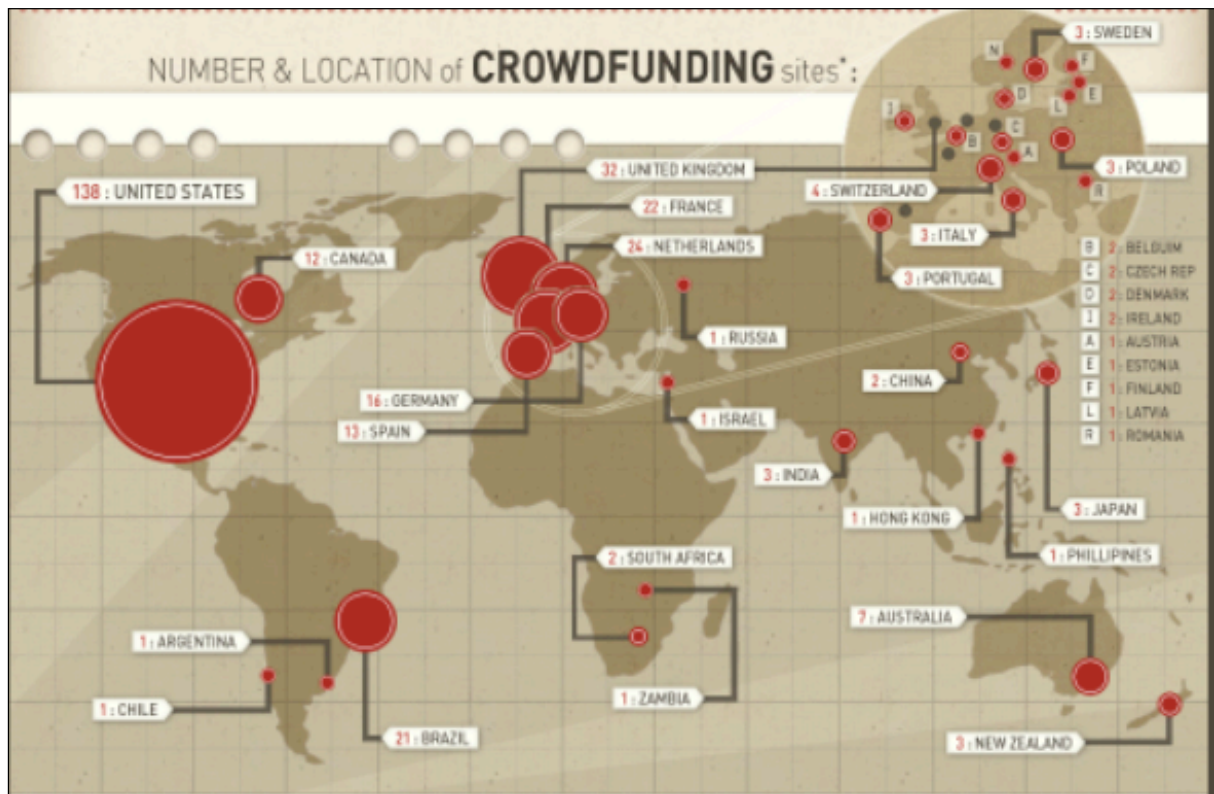 NUMBER & LOCATION of CROWDFUNDING sites*:
3 : SWEDEN
N
F
E
D
L
I
C
B
A
32 : UNITED KINGDOM
3 : POLAND
138 : UNITED STATES
4 : SWITZERLAND
R
22 : FRANCE
3 : ITALY
24 : NETHERLANDS
12 : CANADA
3 : PORTUGAL
B 2 : BELGUIM
C 2 : CZECH REP
D 2 : DENMARK
I 2 : IRELAND
A 1 : AUSTRIA
E 1 : ESTONIA
F 1 : FINLAND
L 1 : LATVIA
R 1 : ROMANIA
1 : RUSSIA
2 : CHINA
16 : GERMANY
1 : ISRAEL
13 : SPAIN
3 : INDIA
3 : JAPAN
1 : HONG KONG
2 : SOUTH AFRICA
1 : PHILLIPINES
7 : AUSTRALIA
1 : ARGENTINA
1 : ZAMBIA
1 : CHILE
21 : BRAZIL
3 : NEW ZEALAND